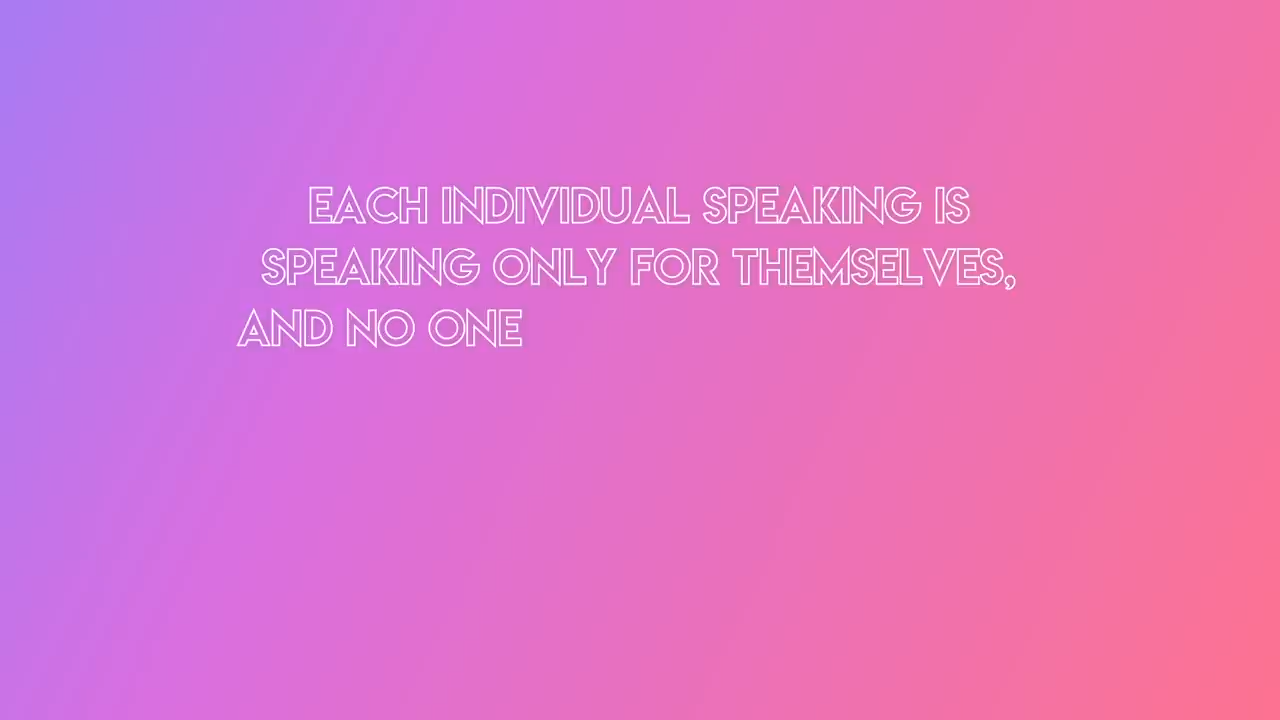 EACH INDIVIDUAL SPEAKING IS
SPEAKING ONLY FOR THEMSELVES,
AND NO ONE